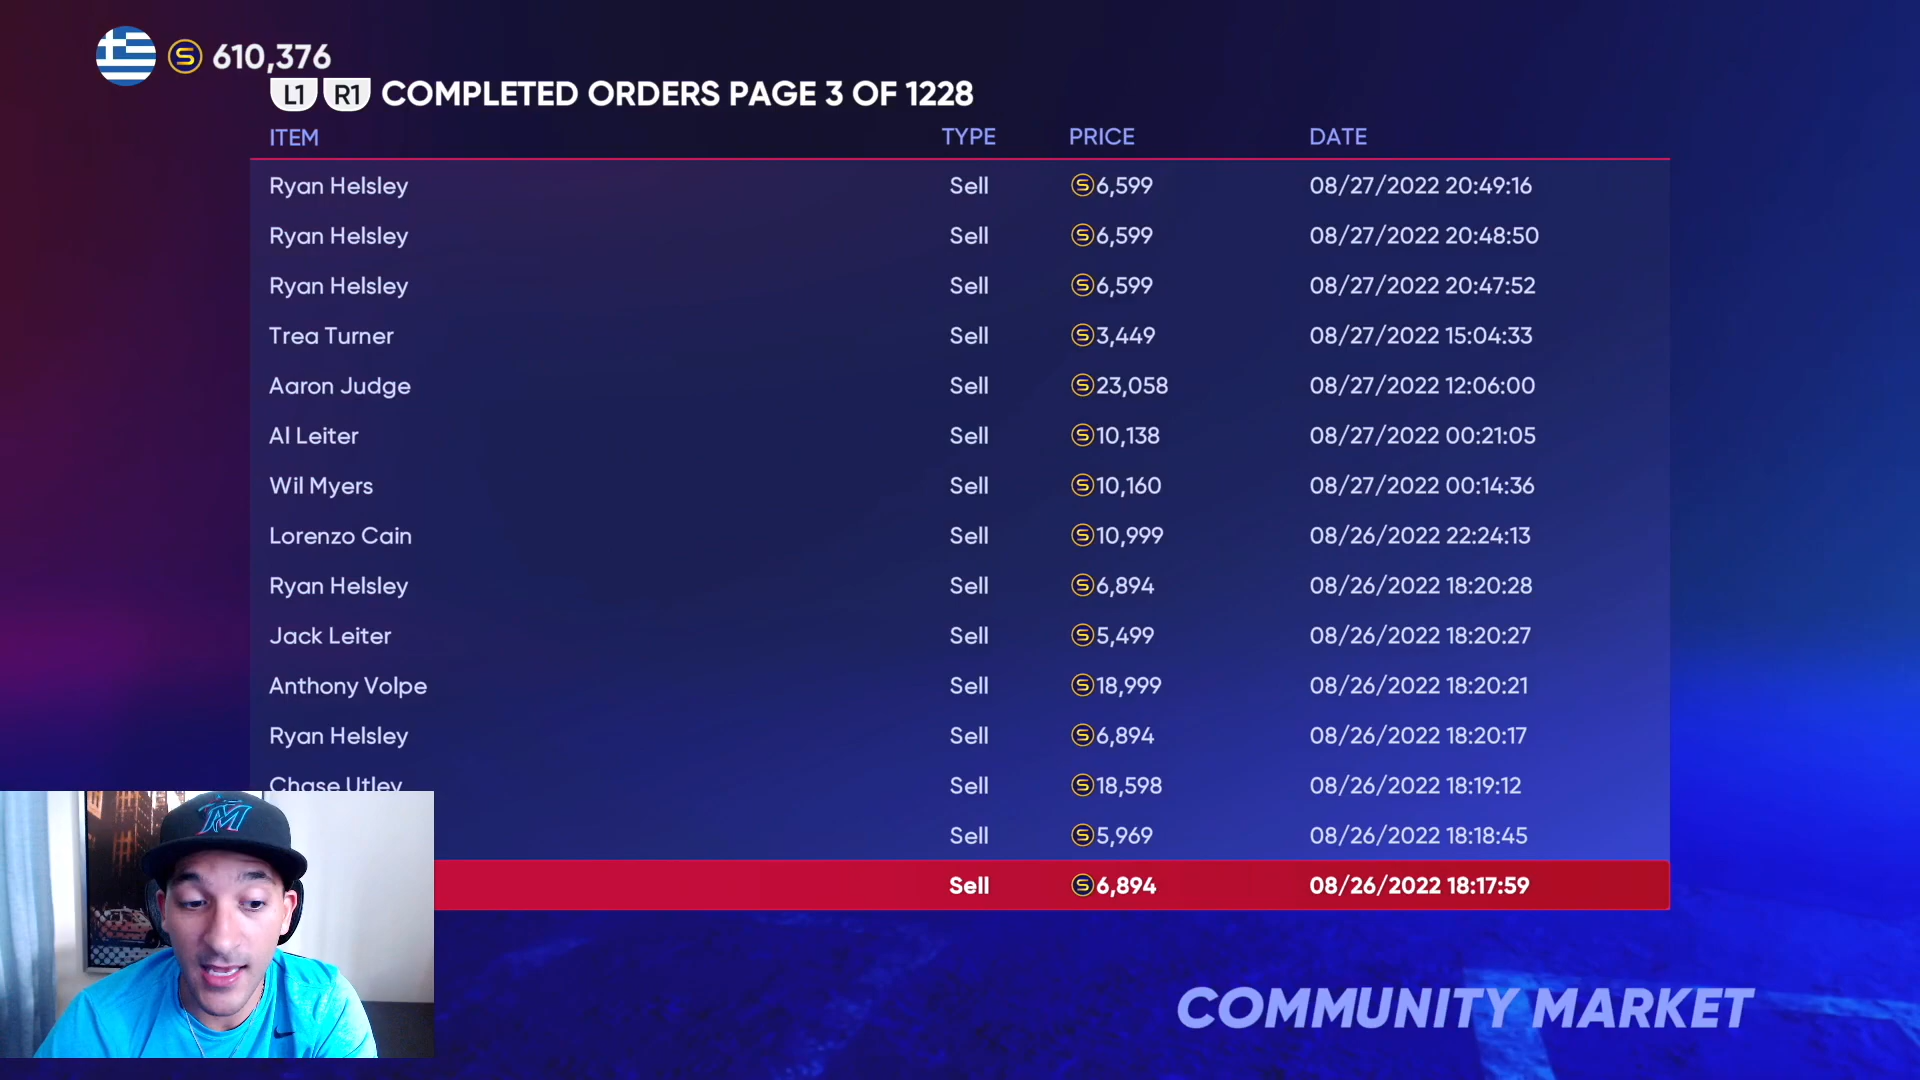 610,376
L1 R1 COMPLETED ORDERS PAGE 3 OF 1228
ITEM TYPE PRICE DATE
Ryan Helsley Sell 6,599 08/27/2022 20:49:16
Ryan Helsley Sell 6,599 08/27/2022 20:48:50
Ryan Helsley Sell 6,599 08/27/2022 20:47:52
Trea Turner Sell 3,449 08/27/2022 15:04:33
Aaron Judge Sell 23,058 08/27/2022 12:06:00
Al Leiter Sell 10,138 08/27/2022 00:21:05
Wil Myers Sell 10,160 08/27/2022 00:14:36
Lorenzo Cain Sell 10,999 08/26/2022 22:24:13
Ryan Helsley Sell 6,894 08/26/2022 18:20:28
Jack Leiter Sell 5,499 08/26/2022 18:20:27
Anthony Volpe Sell 18,999 08/26/2022 18:20:21
Ryan Helsley Sell 6,894 08/26/2022 18:20:17
Chase Utley Sell 18,598 08/26/2022 18:19:12
Sell 5,969 08/26/2022 18:18:45
Sell 6,894 08/26/2022 18:17:59
COMMUNITY MARKET